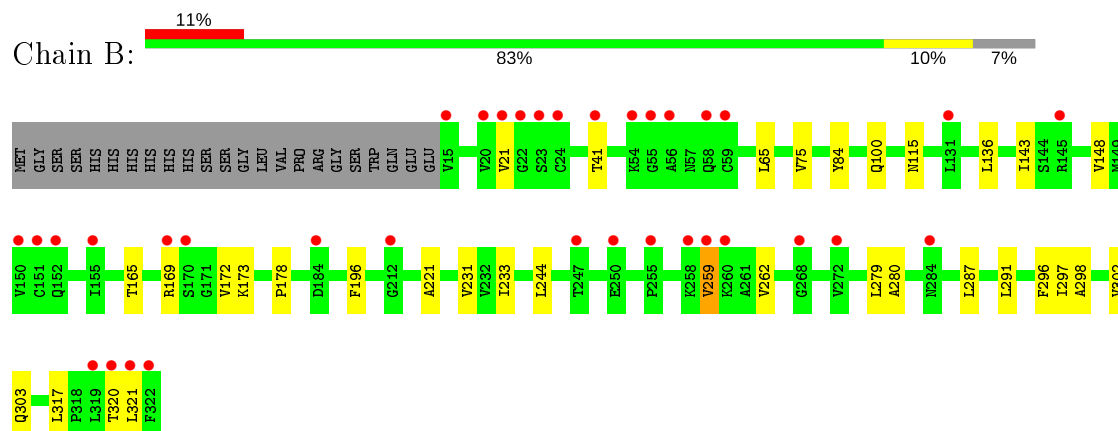 11%
Chain B:
83% 10% 7%
MET GLY SER SER HIS HIS HIS HIS HIS HIS SER SER GLY LEU VAL PRO ARG GLY SER TRP GLN GLU GLU V15 V20 V21 G22 S23 C24 T41 K54 G55 A56 N57 Q58 C59 L65 V75 Y84 Q100 N115 L131 L136 I143 S144 R145 V148 M149
V150 C151 Q152 I155 T165 R169 S170 G171 V172 K173 P178 D184 F196 G212 A221 V231 V232 I233 L244 T247 E250 P255 K258 V259 K260 A261 V262 G268 V272 L279 A280 N284 L287 L291 F296 I297 A298 V302
Q303 L317 P318 L319 T320 L321 F322